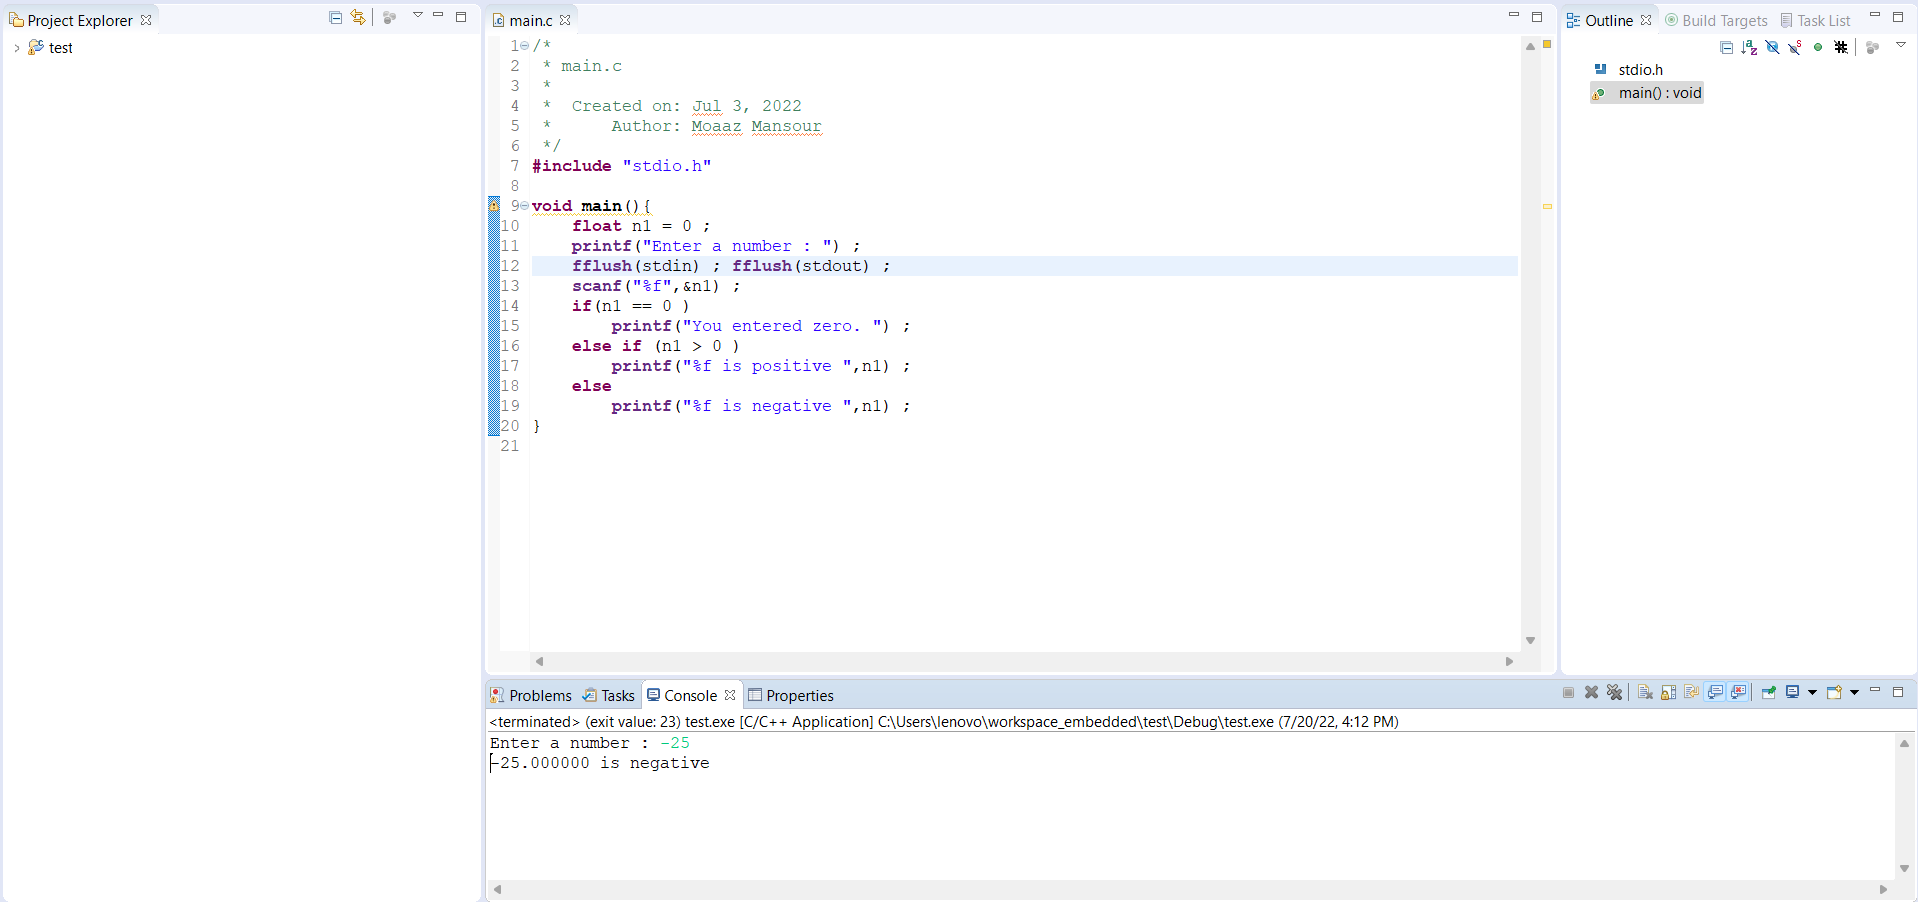 Project Explorer
test
main.c
1 /*
2  * main.c
3  *
4  *  Created on: Jul 3, 2022
5  *      Author: Moaaz Mansour
6  */
7 #include "stdio.h"
8
9 void main(){
10     float n1 = 0 ;
11     printf("Enter a number : ") ;
12     fflush(stdin) ; fflush(stdout) ;
13     scanf("%f",&n1) ;
14     if(n1 == 0 )
15         printf("You entered zero. ") ;
16     else if (n1 > 0 )
17         printf("%f is positive ",n1) ;
18     else
19         printf("%f is negative ",n1) ;
20 }
21
Outline Build Targets Task List
stdio.h
main() : void
Problems Tasks Console Properties
<terminated> (exit value: 23) test.exe [C/C++ Application] C:\Users\lenovo\workspace_embedded\test\Debug\test.exe (7/20/22, 4:12 PM)
Enter a number : -25
-25.000000 is negative